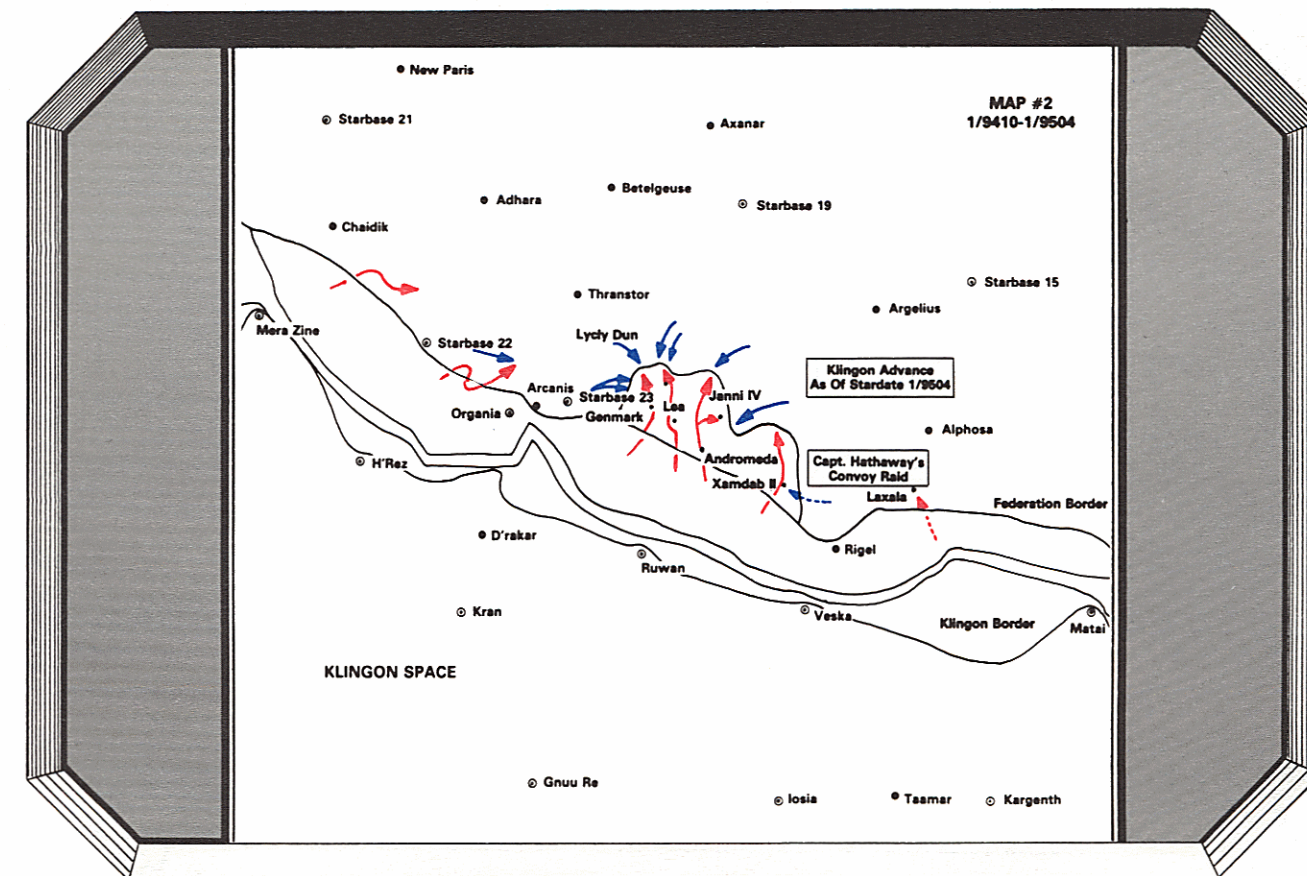 New Paris
MAP #2
1/9410-1/9504
Starbase 21
Axanar
Betelgeuse
Adhara
Starbase 19
Chaidik
Starbase 15
Thranstor
Argelius
Mera Zine
Lycly Dun
Starbase 22
Klingon Advance
As Of Stardate 1/9504
Arcanis
Starbase 23
Janni IV
Organia
Genmark
Lea
Alphosa
H'Rez
Andromeda
Capt. Hathaway's
Convoy Raid
Xamdab II
Laxala
Federation Border
D'rakar
Rigel
Ruwan
Kran
Veska
Klingon Border
Matai
KLINGON SPACE
Gnuu Re
Iosia
Taamar
Kargenth